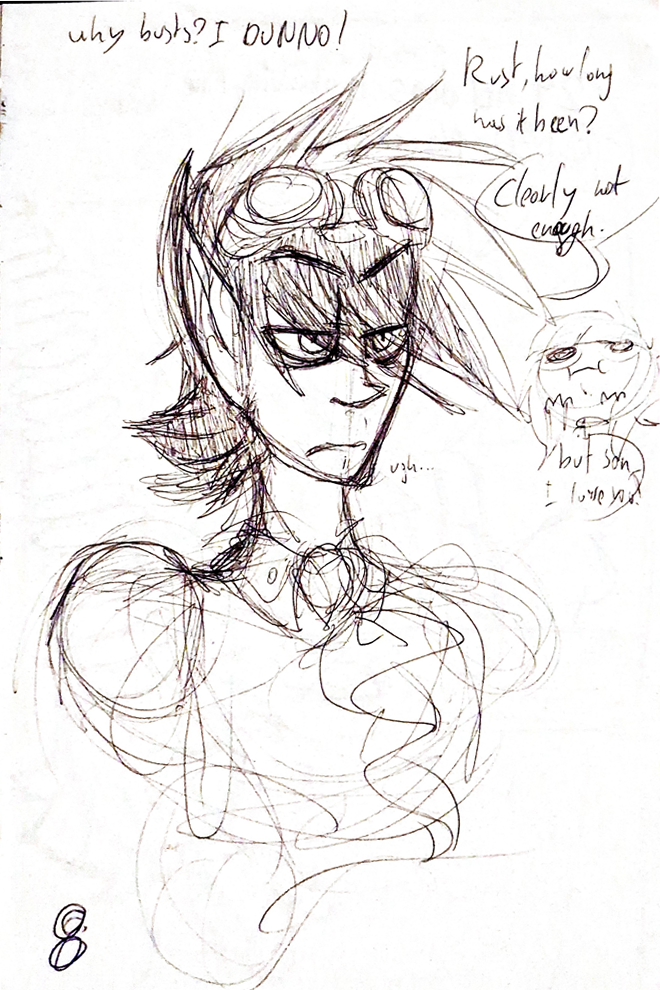 why busts? I DUNNO!
Rust, how long
has it been?
Clearly not
enough.
ugh...
but son,
I love you!
8